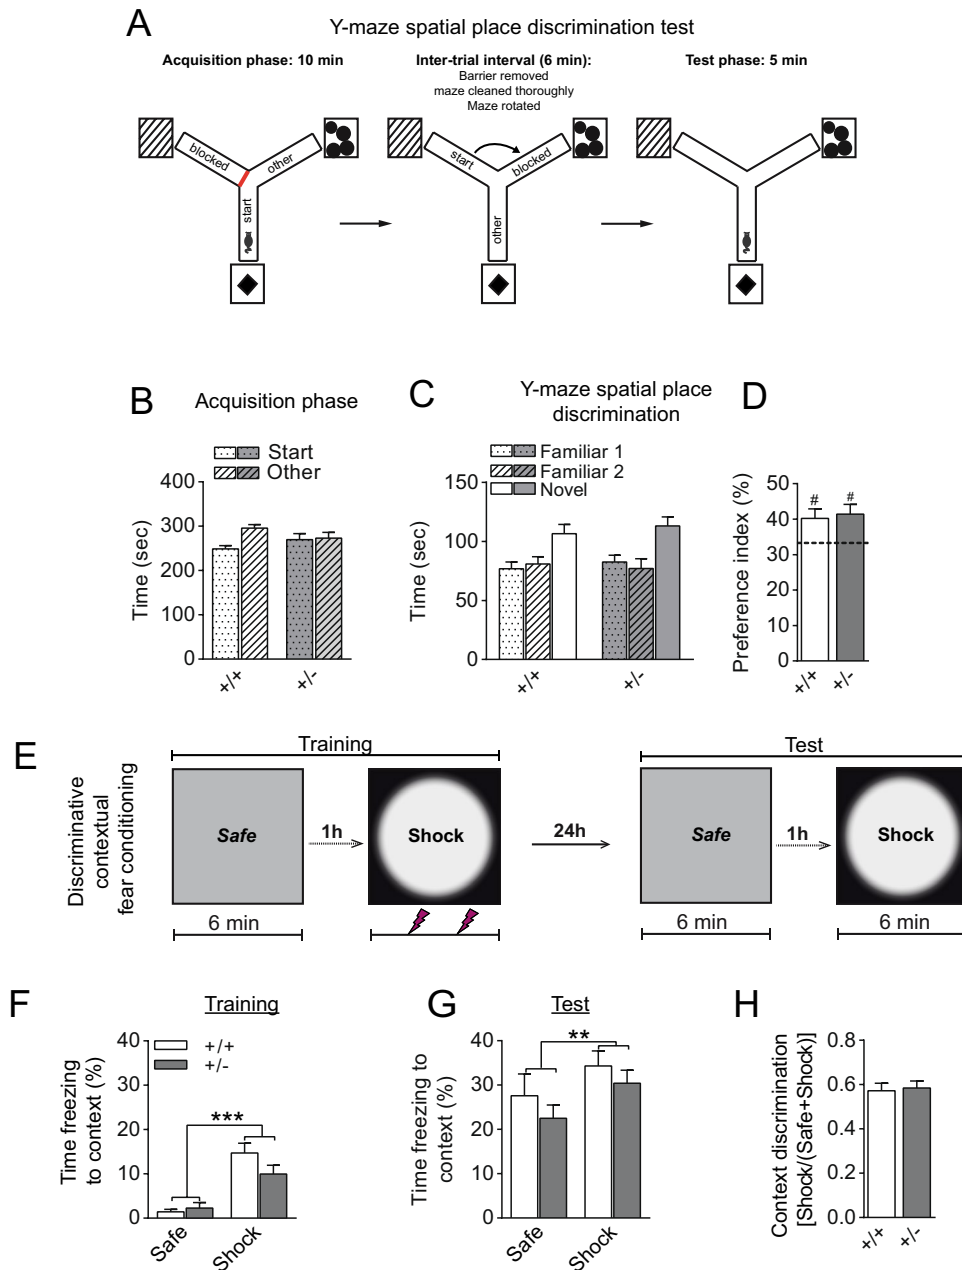 A
Y-maze spatial place discrimination test
Acquisition phase: 10 min
Inter-trial interval (6 min):
Barrier removed
maze cleaned thoroughly
Maze rotated
Test phase: 5 min
blocked
other
start
start
blocked
other
B
Acquisition phase
Start
Other
Time (sec)
400
300
200
100
0
+/+
+/-
C
Y-maze spatial place
discrimination
Familiar 1
Familiar 2
Novel
Time (sec)
150
100
50
0
+/+
+/-
D
Preference index (%)
50
40
30
20
10
0
#
#
+/+
+/-
E
Discriminative
contextual
fear conditioning
Training
Safe
1h
Shock
6 min
24h
Test
Safe
1h
Shock
6 min
6 min
F
Training
+/+
+/-
Time freezing
to context (%)
40
30
20
10
0
***
Safe
Shock
G
Test
Time freezing to
context (%)
40
30
20
10
0
**
Safe
Shock
H
Context discrimination
[Shock/(Safe+Shock)]
0.8
0.6
0.4
0.2
0.0
+/+
+/-